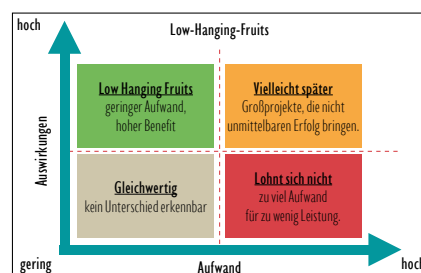 hoch
Low-Hanging-Fruits
Low Hanging Fruits
geringer Aufwand,
hoher Benefit
Vielleicht später
Großprojekte, die nicht
unmittelbaren Erfolg bringen.
Auswirkungen
Gleichwertig
kein Unterschied erkennbar
Lohnt sich nicht
zu viel Aufwand
für zu wenig Leistung.
gering
Aufwand
hoch